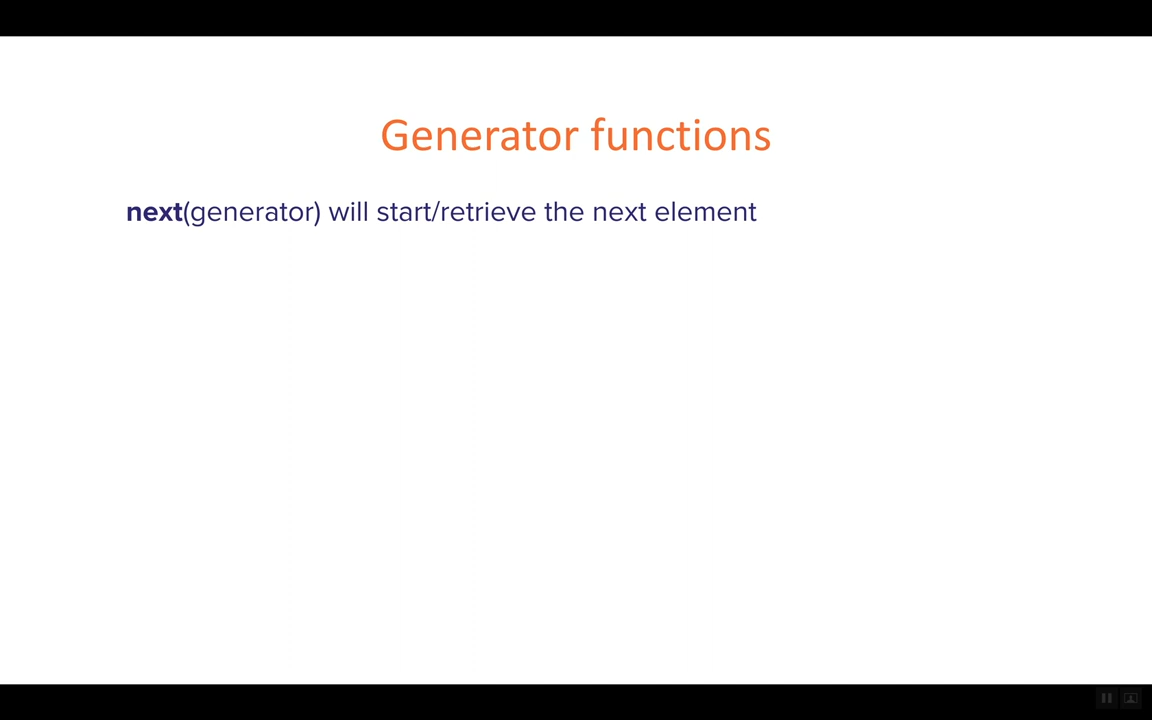 Generator functions
next(generator) will start/retrieve the next element